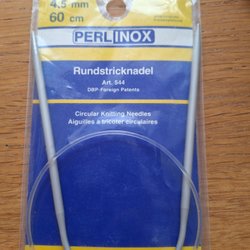 4,5 mm
60 cm
PERLINOX
Rundstricknadel
Art. 544
DBP-Foreign Patents
Circular Knitting Needles
Aiguilles à tricoter circulaires